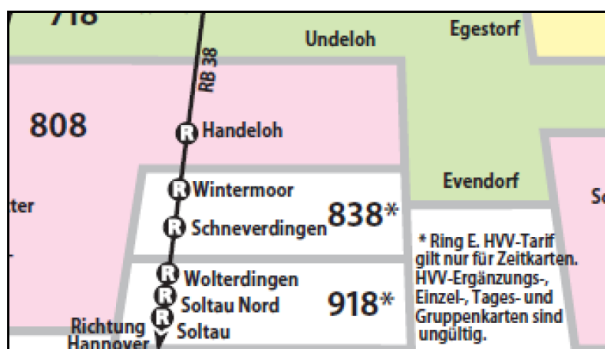 718
Undeloh
Egestorf
RB 38
808
R Handeloh
R Wintermoor
Evendorf
R Schneverdingen
838*
* Ring E. HVV-Tarif
gilt nur für Zeitkarten.
HVV-Ergänzungs-,
Einzel-, Tages- und
Gruppenkarten sind
ungültig.
R Wolterdingen
R Soltau Nord
918*
R Soltau
Richtung
Hannover